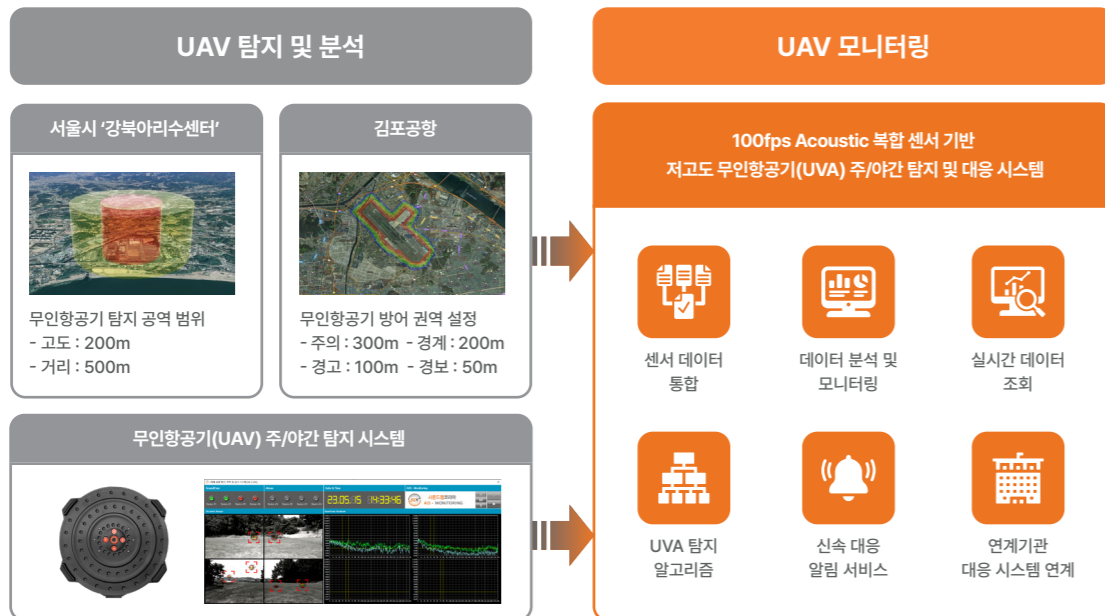 UAV 탐지 및 분석
서울시 ‘강북아리수센터’
무인항공기 탐지 공역 범위
- 고도 : 200m
- 거리 : 500m
김포공항
무인항공기 방어 권역 설정
- 주의 : 300m - 경계 : 200m
- 경고 : 100m - 경보 : 50m
무인항공기(UAV) 주/야간 탐지 시스템
23.05.15 14:33:46
UAV 모니터링
100fps Acoustic 복합 센서 기반
저고도 무인항공기(UVA) 주/야간 탐지 및 대응 시스템
센서 데이터
통합
데이터 분석 및
모니터링
실시간 데이터
조회
UVA 탐지
알고리즘
신속 대응
알림 서비스
연계기관
대응 시스템 연계